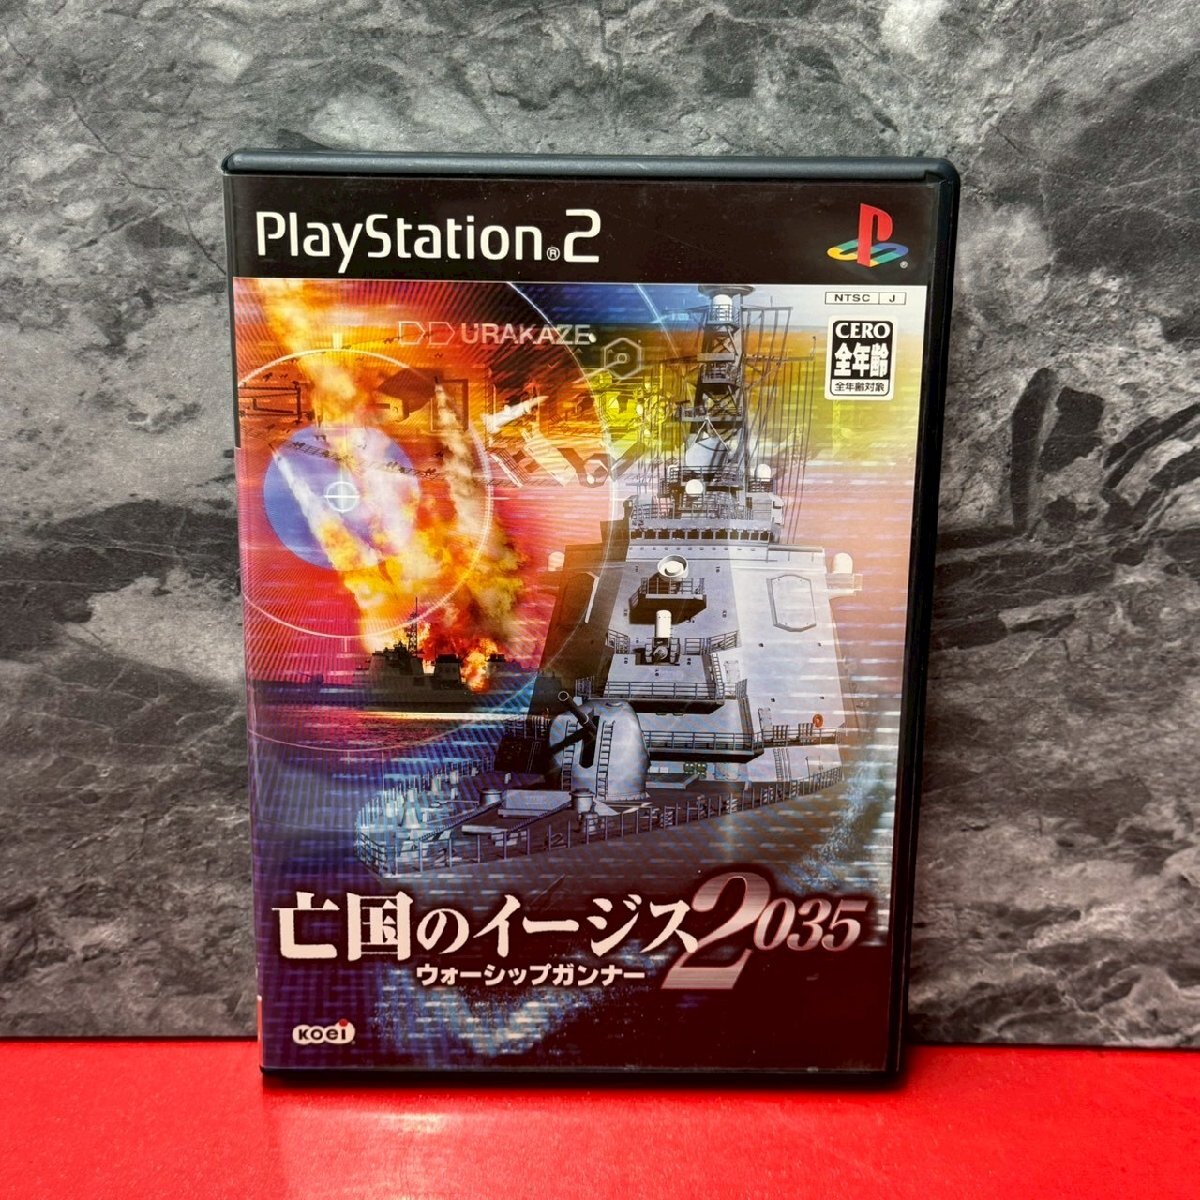 PlayStation®2
NTSC J
CERO
全年齢
全年齢対象
DD URAKAZE
亡国のイージス2035
ウォーシップガンナー
KOEI